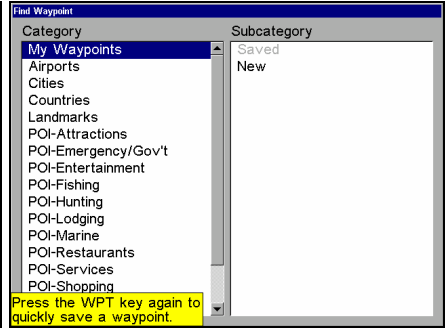 Find Waypoint
Category
My Waypoints
Airports
Cities
Countries
Landmarks
POI-Attractions
POI-Emergency/Gov't
POI-Entertainment
POI-Fishing
POI-Hunting
POI-Lodging
POI-Marine
POI-Restaurants
POI-Services
POI-Shopping
Press the WPT key again to
quickly save a waypoint.
Subcategory
Saved
New